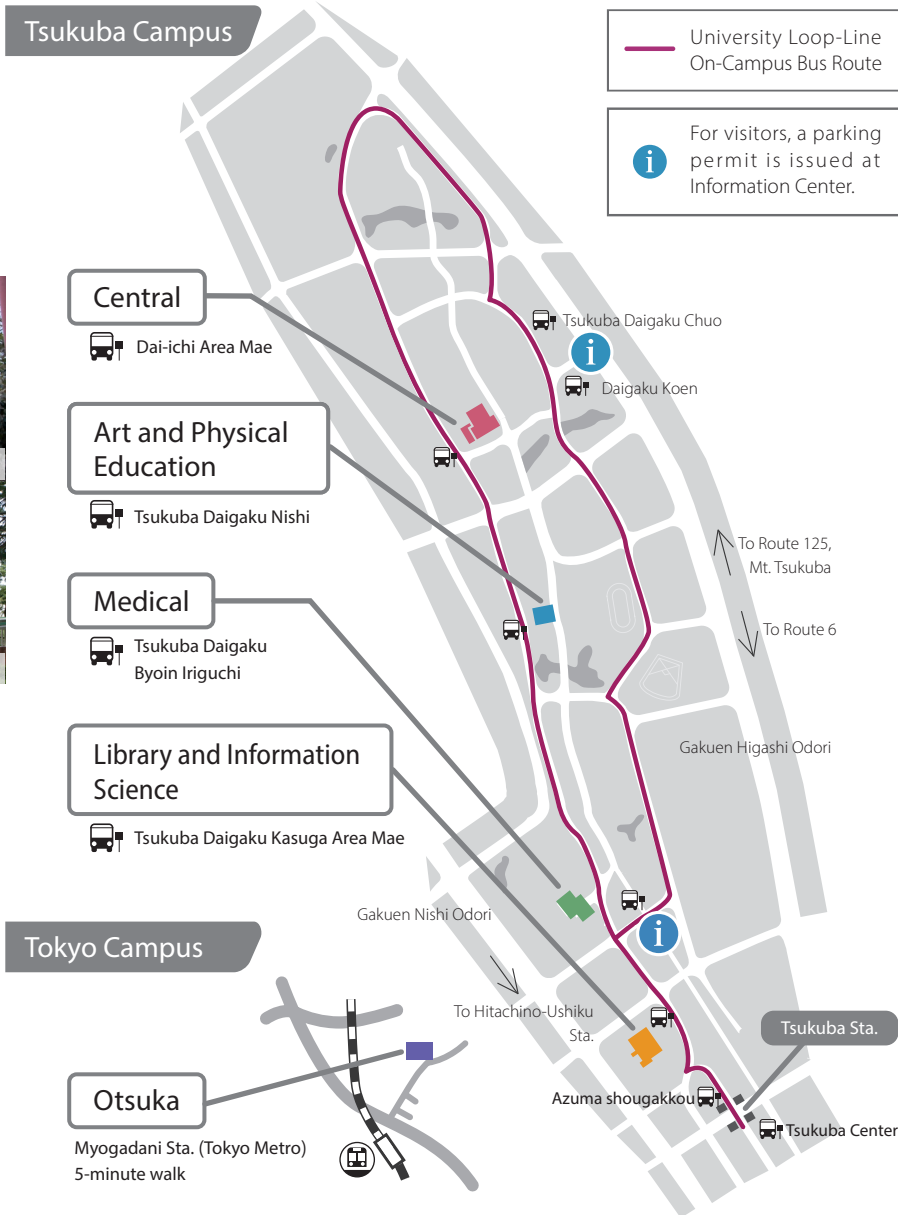 Tsukuba Campus
University Loop-Line
On-Campus Bus Route
i
For visitors, a parking
permit is issued at
Information Center.
Central
Dai-ichi Area Mae
Tsukuba Daigaku Chuo
i
Daigaku Koen
Art and Physical
Education
Tsukuba Daigaku Nishi
To Route 125,
Mt. Tsukuba
To Route 6
Medical
Tsukuba Daigaku
Byoin Iriguchi
Gakuen Higashi Odori
Library and Information
Science
Tsukuba Daigaku Kasuga Area Mae
Gakuen Nishi Odori
i
To Hitachino-Ushiku
Sta.
Tsukuba Sta.
Azuma shougakkou
Tsukuba Center
Tokyo Campus
Otsuka
Myogadani Sta. (Tokyo Metro)
5-minute walk